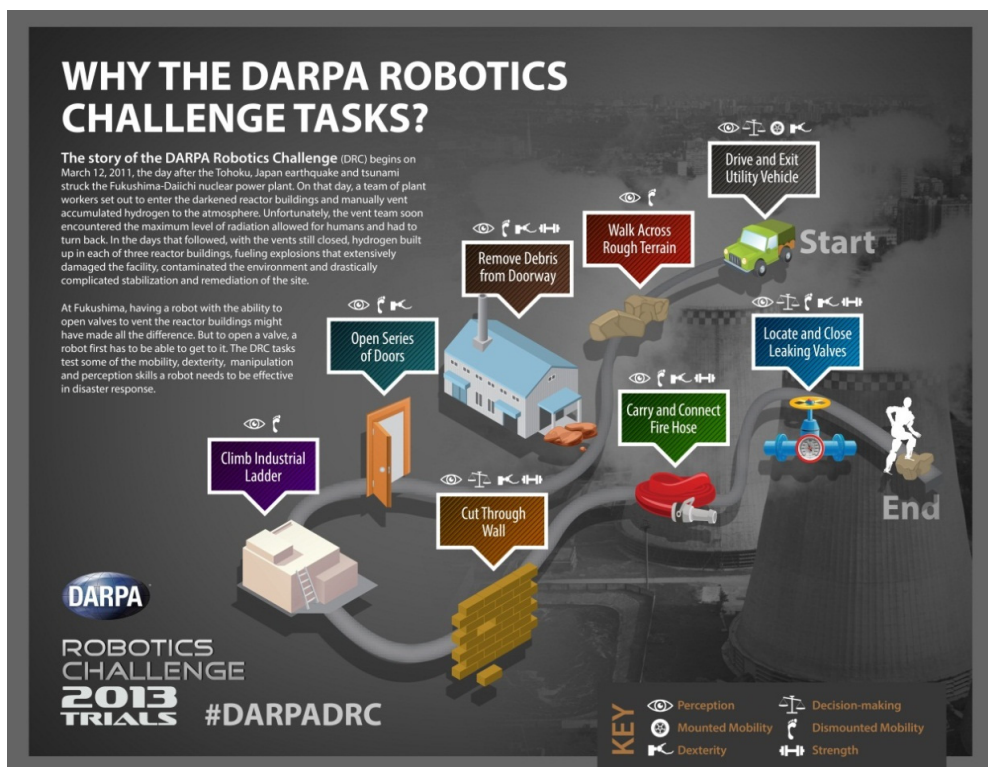 WHY THE DARPA ROBOTICS
CHALLENGE TASKS?
The story of the DARPA Robotics Challenge (DRC) begins on
March 12, 2011, the day after the Tohoku, Japan earthquake and tsunami
struck the Fukushima-Daiichi nuclear power plant. On that day, a team of plant
workers set out to enter the darkened reactor buildings and manually vent
accumulated hydrogen to the atmosphere. Unfortunately, the vent team soon
encountered the maximum level of radiation allowed for humans and had to
turn back. In the days that followed, with the vents still closed, hydrogen built
up in each of three reactor buildings, fueling explosions that extensively
damaged the facility, contaminated the environment and drastically
complicated stabilization and remediation of the site.
At Fukushima, having a robot with the ability to
open valves to vent the reactor buildings might
have made all the difference. But to open a valve, a
robot first has to be able to get to it. The DRC tasks
test some of the mobility, dexterity, manipulation
and perception skills a robot needs to be effective
in disaster response.
Drive and Exit
Utility Vehicle
Start
Walk Across
Rough Terrain
Remove Debris
from Doorway
Open Series
of Doors
Climb Industrial
Ladder
Cut Through
Wall
Carry and Connect
Fire Hose
Locate and Close
Leaking Valves
End
DARPA
ROBOTICS
CHALLENGE
2013
TRIALS
#DARPADRC
KEY
Perception
Decision-making
Mounted Mobility
Dismounted Mobility
Dexterity
Strength